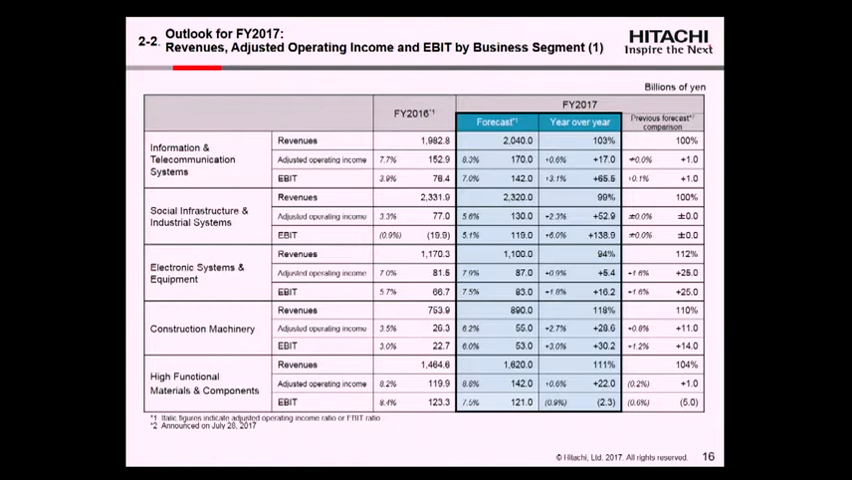 2-2. Outlook for FY2017:
Revenues, Adjusted Operating Income and EBIT by Business Segment (1)
HITACHI
Inspire the Next
Billions of yen
FY2016*1 FY2017
Forecast*1 Year over year Previous forecast*2 comparison
Information & Telecommunication Systems
Revenues 1,982.8 2,040.0 103% 100%
Adjusted operating income 7.7% 152.9 8.3% 170.0 +0.6% +17.0 ±0.0% +1.0
EBIT 3.9% 76.4 7.0% 142.0 +3.1% +65.5 +0.1% +1.0
Social Infrastructure & Industrial Systems
Revenues 2,331.9 2,320.0 99% 100%
Adjusted operating income 3.3% 77.0 5.6% 130.0 +2.3% +52.9 ±0.0% ±0.0
EBIT (0.9%) (19.9) 5.1% 119.0 +6.0% +138.9 ±0.0% ±0.0
Electronic Systems & Equipment
Revenues 1,170.3 1,100.0 94% 112%
Adjusted operating income 7.0% 81.5 7.9% 87.0 +0.9% +5.4 +1.6% +25.0
EBIT 5.7% 66.7 7.5% 83.0 +1.8% +16.2 +1.6% +25.0
Construction Machinery
Revenues 753.9 890.0 118% 110%
Adjusted operating income 3.5% 26.3 6.2% 55.0 +2.7% +28.6 +0.8% +11.0
EBIT 3.0% 22.7 6.0% 53.0 +3.0% +30.2 +1.2% +14.0
High Functional Materials & Components
Revenues 1,464.6 1,620.0 111% 104%
Adjusted operating income 8.2% 119.9 8.8% 142.0 +0.6% +22.0 (0.2%) +1.0
EBIT 8.4% 123.3 7.5% 121.0 (0.9%) (2.3) (0.6%) (5.0)
*1 Italic figures indicate adjusted operating income ratio or EBIT ratio
*2 Announced on July 28, 2017
© Hitachi, Ltd. 2017. All rights reserved. 16